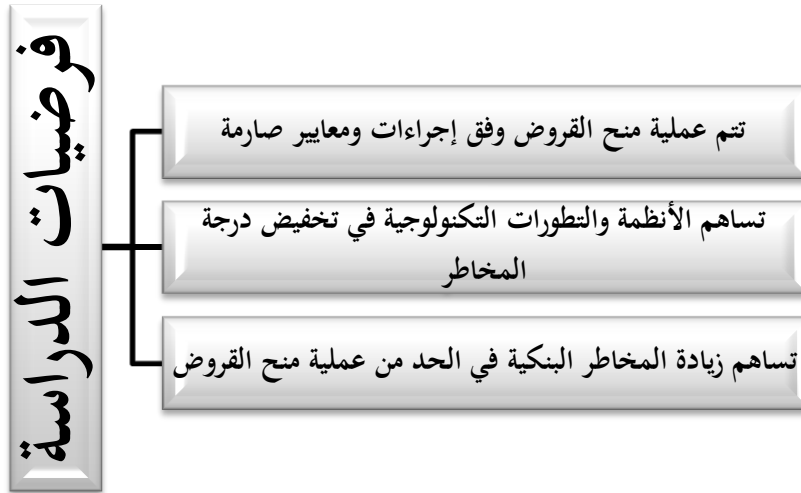 فرضيات الدراسة
تتم عملية منح القروض وفق إجراءات ومعايير صارمة
تساهم الأنظمة والتطورات التكنولوجية في تخفيض درجة
المخاطر
تساهم زيادة المخاطر البنكية في الحد من عملية منح القروض